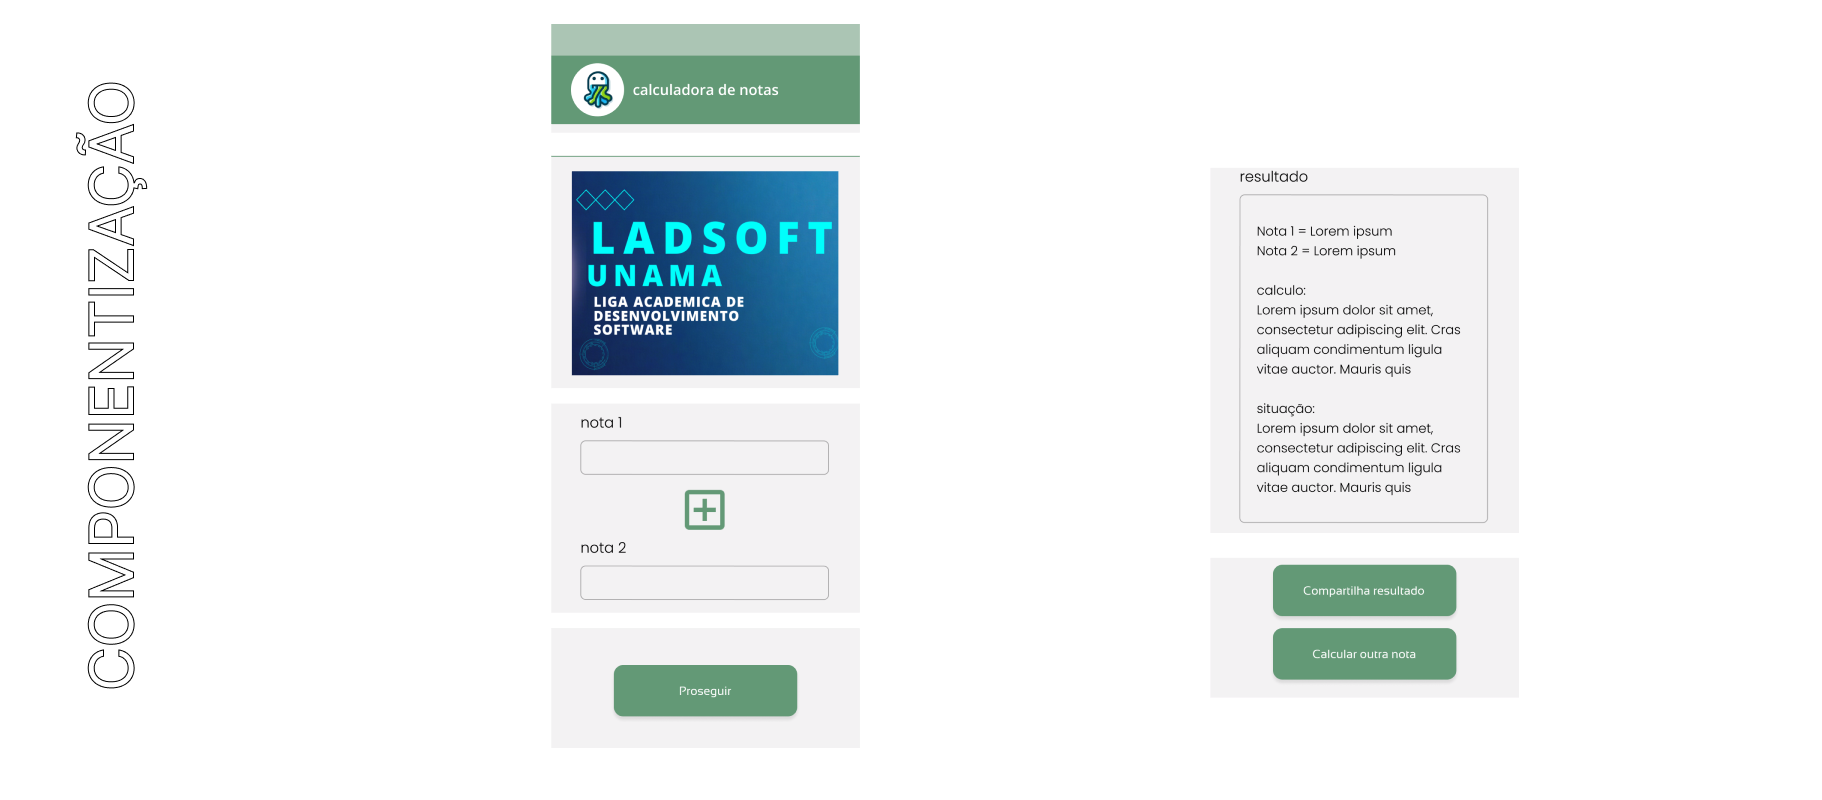 COMPONENTIZAÇÃO
calculadora de notas
LADSOFT
UNAMA
LIGA ACADEMICA DE
DESENVOLVIMENTO
SOFTWARE
nota 1
nota 2
Proseguir
resultado
Nota 1 = Lorem ipsum
Nota 2 = Lorem ipsum
calculo:
Lorem ipsum dolor sit amet,
consectetur adipiscing elit. Cras
aliquam condimentum ligula
vitae auctor. Mauris quis
situação:
Lorem ipsum dolor sit amet,
consectetur adipiscing elit. Cras
aliquam condimentum ligula
vitae auctor. Mauris quis
Compartilha resultado
Calcular outra nota